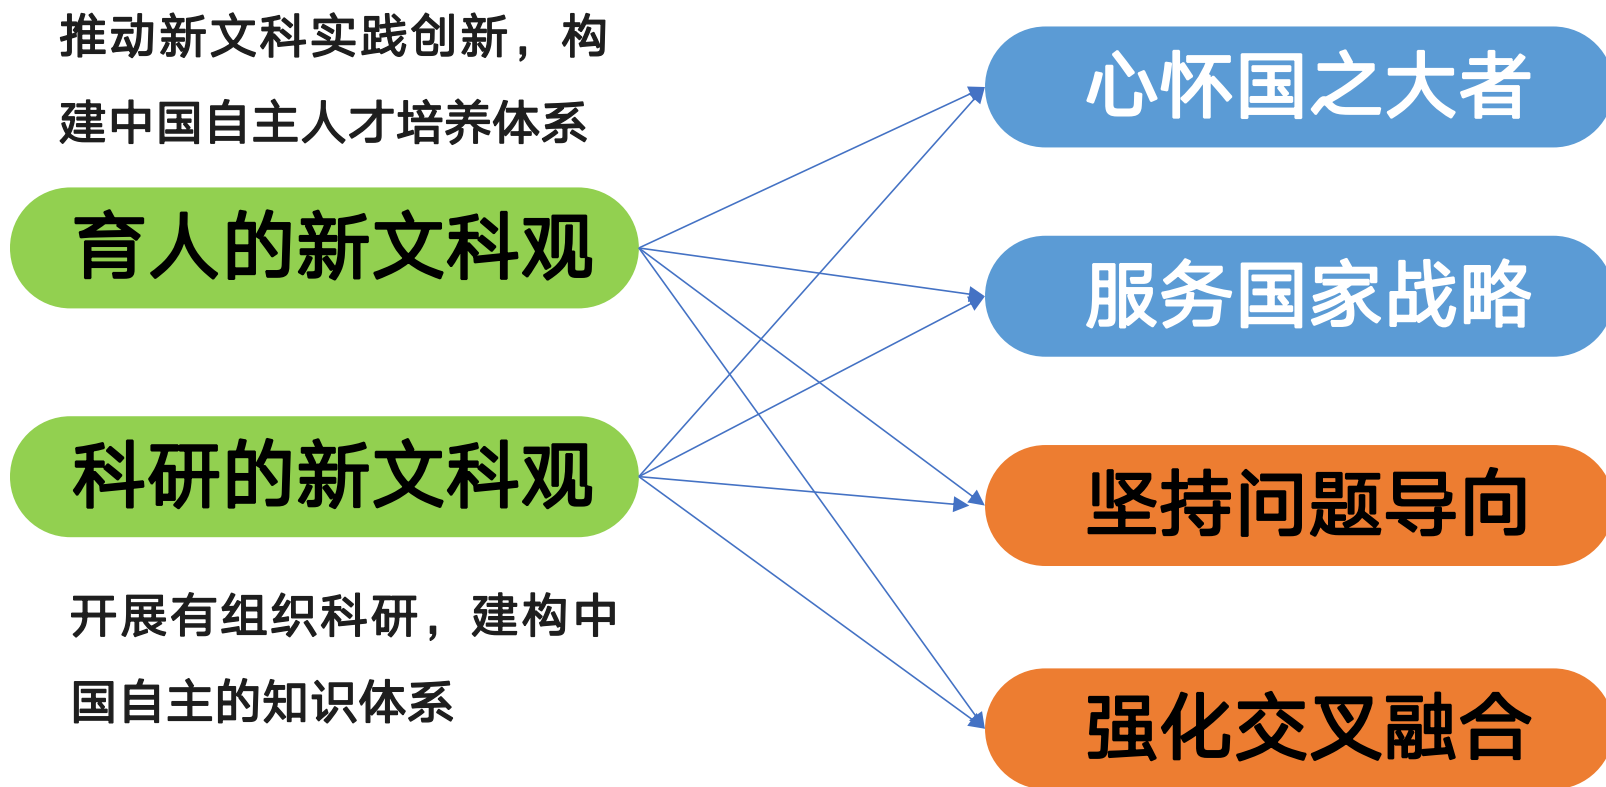 推动新文科实践创新，构
建中国自主人才培养体系
育人的新文科观
科研的新文科观
开展有组织科研，建构中
国自主的知识体系
心怀国之大者
服务国家战略
坚持问题导向
强化交叉融合